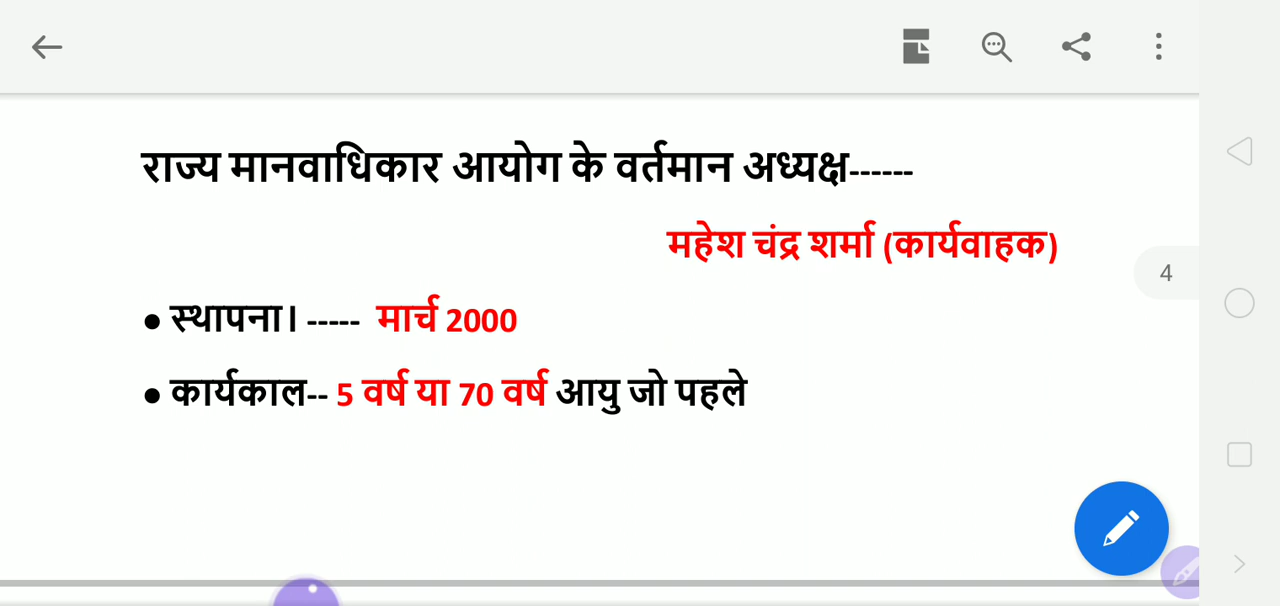 राज्य मानवाधिकार आयोग के वर्तमान अध्यक्ष------
महेश चंद्र शर्मा (कार्यवाहक)
4
● स्थापना। ----- मार्च 2000
● कार्यकाल-- 5 वर्ष या 70 वर्ष आयु जो पहले